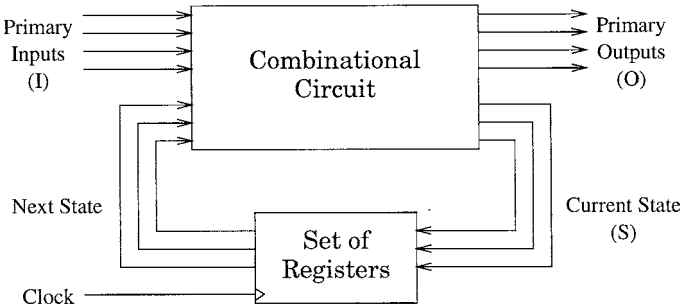 Primary
Inputs
(I)
Combinational
Circuit
Primary
Outputs
(O)
Next State
Current State
(S)
Set of
Registers
Clock